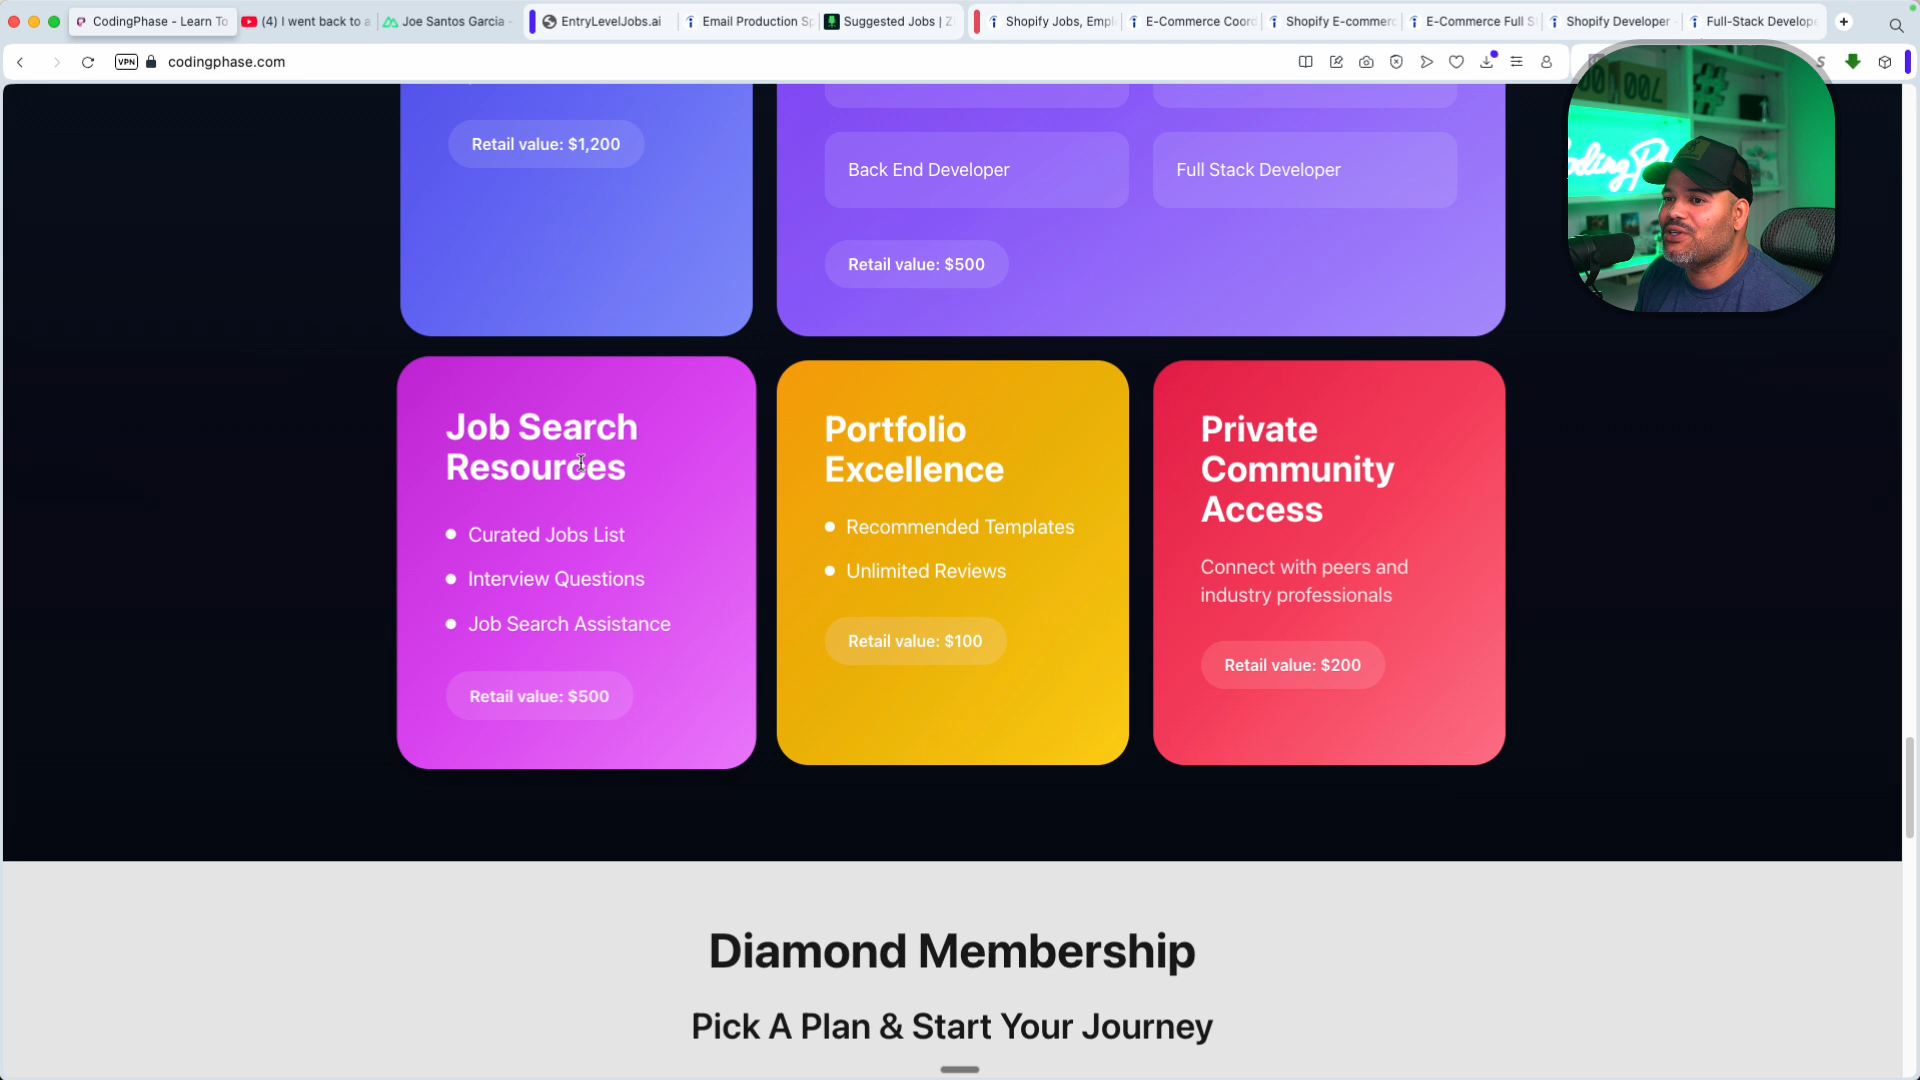 CodingPhase - Learn To
(4) I went back to a
Joe Santos Garcia -
EntryLevelJobs.ai
Email Production Sp
Suggested Jobs | Z
Shopify Jobs, Empl
E-Commerce Coord
Shopify E-commerc
E-Commerce Full S
Shopify Developer -
Full-Stack Develope
VPN
codingphase.com
Retail value: $1,200
Back End Developer
Full Stack Developer
Retail value: $500
Job Search
Resources
Curated Jobs List
Interview Questions
Job Search Assistance
Retail value: $500
Portfolio
Excellence
Recommended Templates
Unlimited Reviews
Retail value: $100
Private
Community
Access
Connect with peers and
industry professionals
Retail value: $200
Diamond Membership
Pick A Plan & Start Your Journey